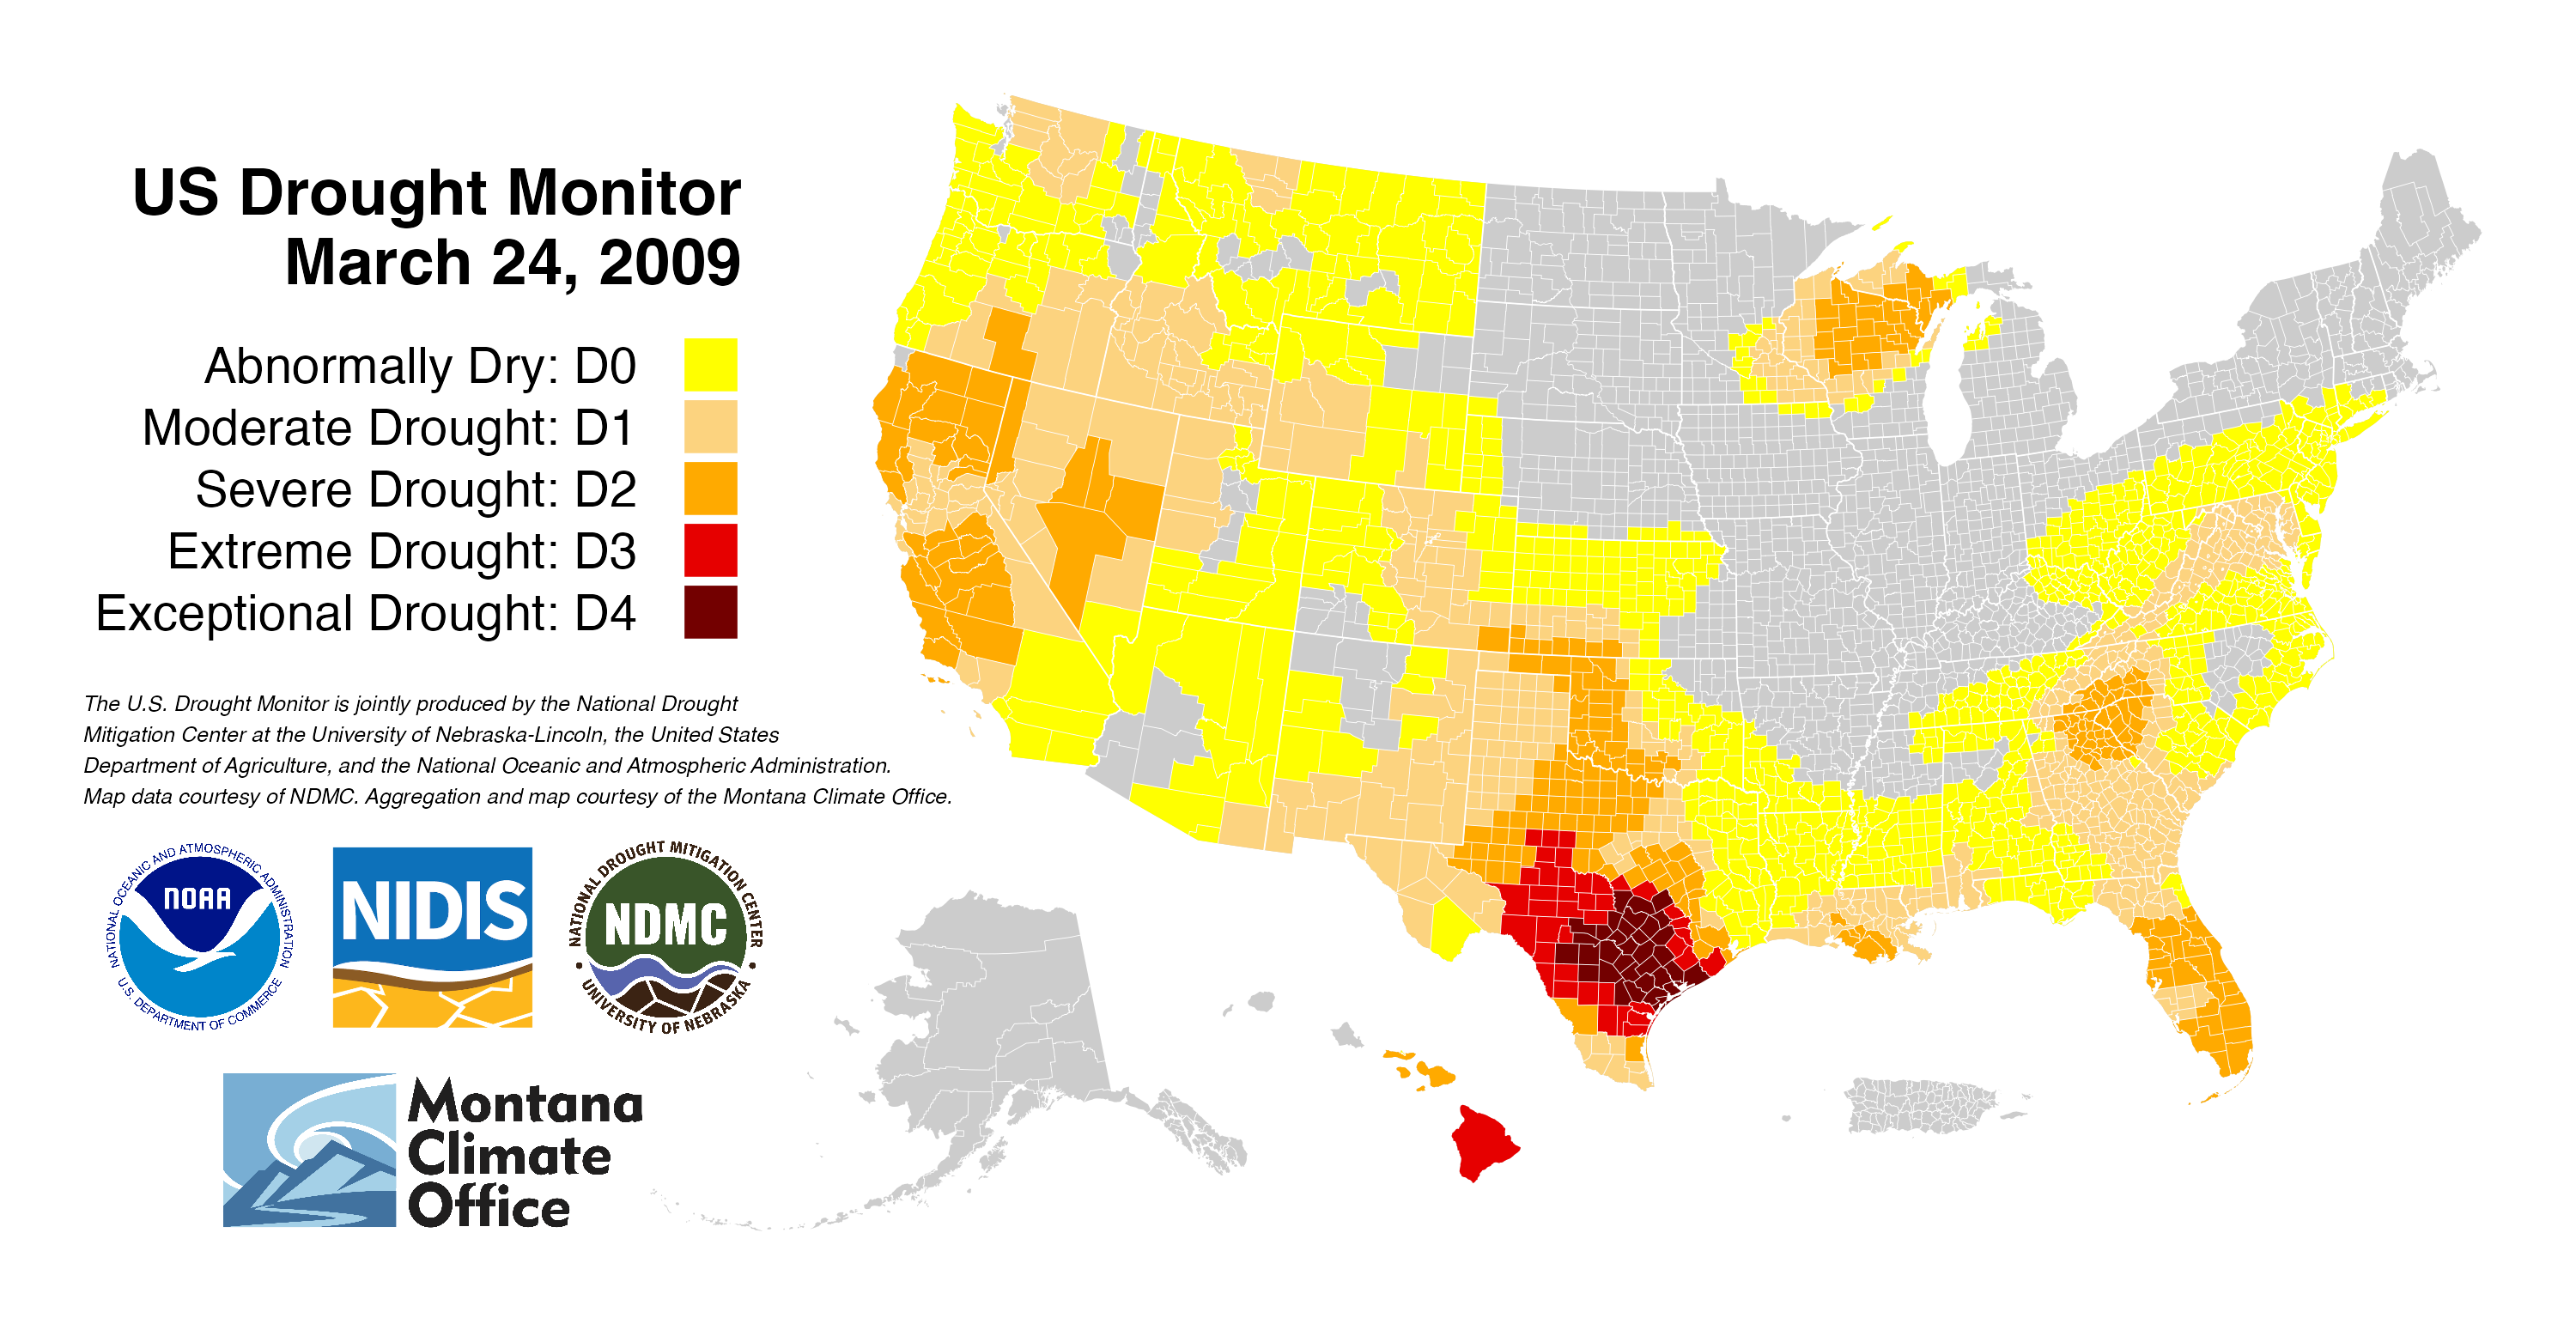 US Drought Monitor
March 24, 2009
Abnormally Dry: D0
Moderate Drought: D1
Severe Drought: D2
Extreme Drought: D3
Exceptional Drought: D4
The U.S. Drought Monitor is jointly produced by the National Drought
Mitigation Center at the University of Nebraska-Lincoln, the United States
Department of Agriculture, and the National Oceanic and Atmospheric Administration.
Map data courtesy of NDMC. Aggregation and map courtesy of the Montana Climate Office.
NATIONAL OCEANIC AND ATMOSPHERIC ADMINISTRATION
NOAA
U.S. DEPARTMENT OF COMMERCE
NIDIS
NATIONAL DROUGHT MITIGATION CENTER
NDMC
UNIVERSITY OF NEBRASKA
Montana
Climate
Office